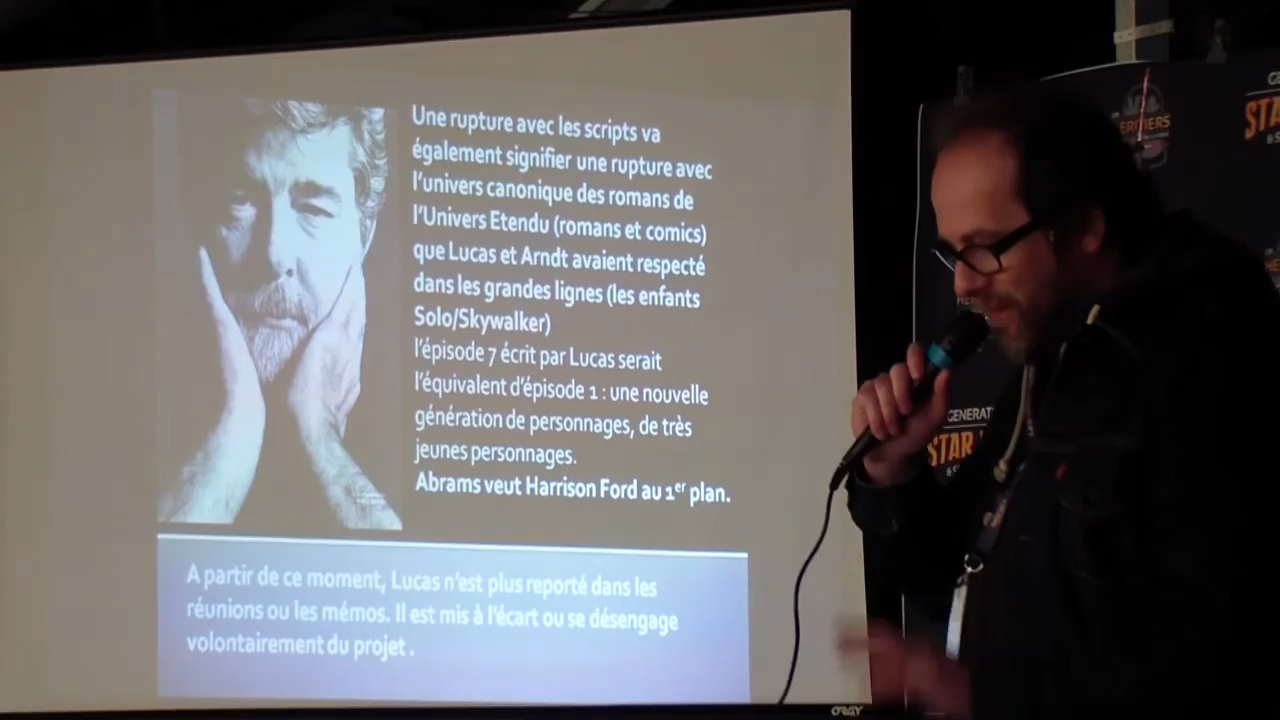 Une rupture avec les scripts va
également signifier une rupture avec
l'univers canonique des romans de
l'Univers Etendu (romans et comics)
que Lucas et Arndt avaient respecté
dans les grandes lignes (les enfants
Solo/Skywalker)
l'épisode 7 écrit par Lucas serait
l'équivalent d'épisode 1 : une nouvelle
génération de personnages, de très
jeunes personnages.
Abrams veut Harrison Ford au 1er plan.
A partir de ce moment, Lucas n'est plus reporté dans les
réunions ou les mémos. Il est mis à l'écart ou se désengage
volontairement du projet .
ORAY
GENERAT
STAR
STA